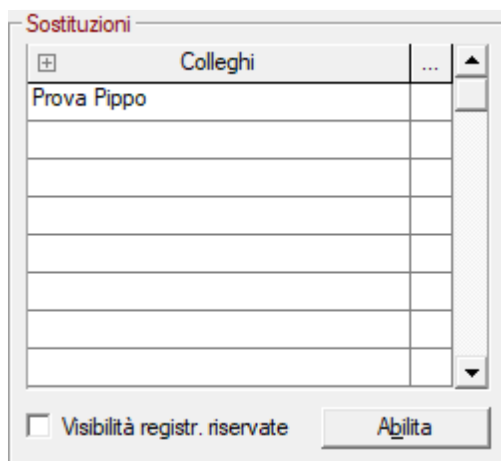 Sostituzioni
Colleghi ...
Prova Pippo
Visibilità registr. riservate Abilita